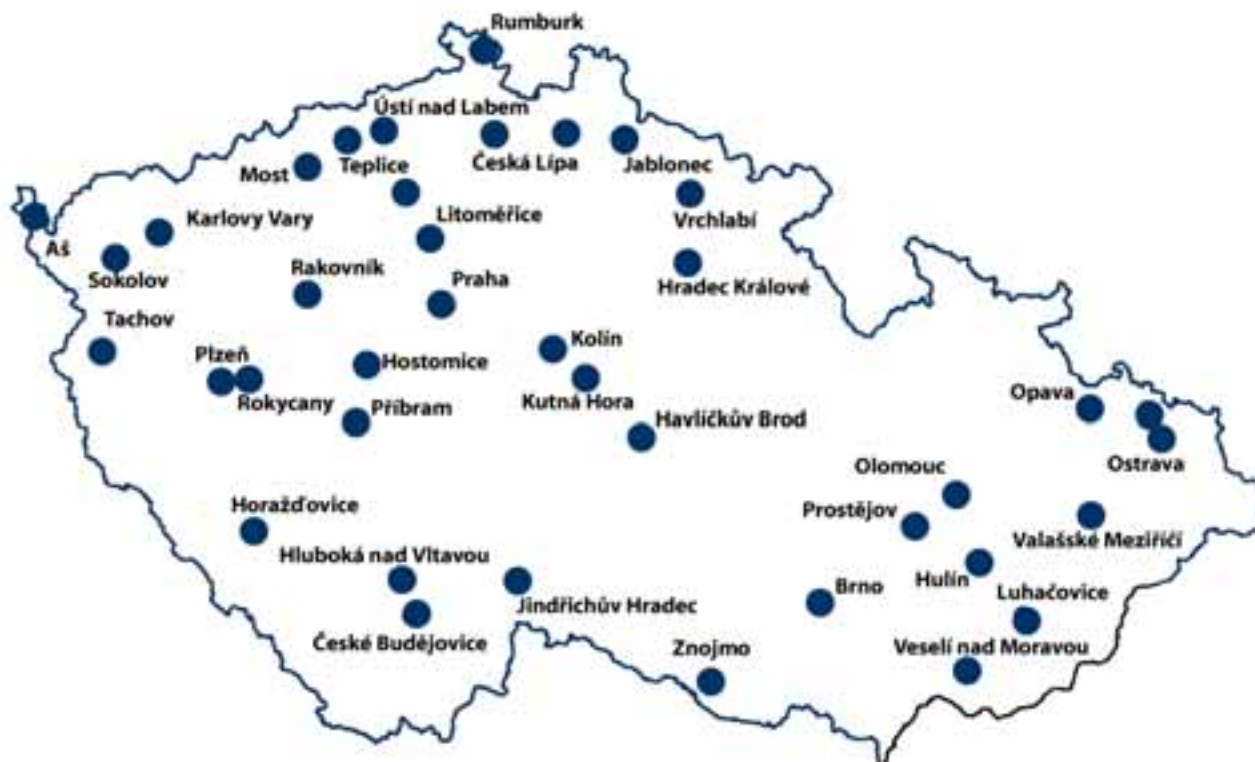 Rumburk
Ústí nad Labem
Teplice
Česká Lípa
Jablonec
Most
Karlovy Vary
Litoměřice
Vrchlabí
Aš
Sokolov
Rakovník
Praha
Hradec Králové
Tachov
Kolín
Plzeň
Hostomice
Rokycany
Kutná Hora
Opava
Příbram
Havlíčkův Brod
Ostrava
Olomouc
Horažďovice
Prostějov
Valašské Meziříčí
Hluboká nad Vltavou
Hulín
Brno
Luhačovice
Jindřichův Hradec
České Budějovice
Znojmo
Veselí nad Moravou